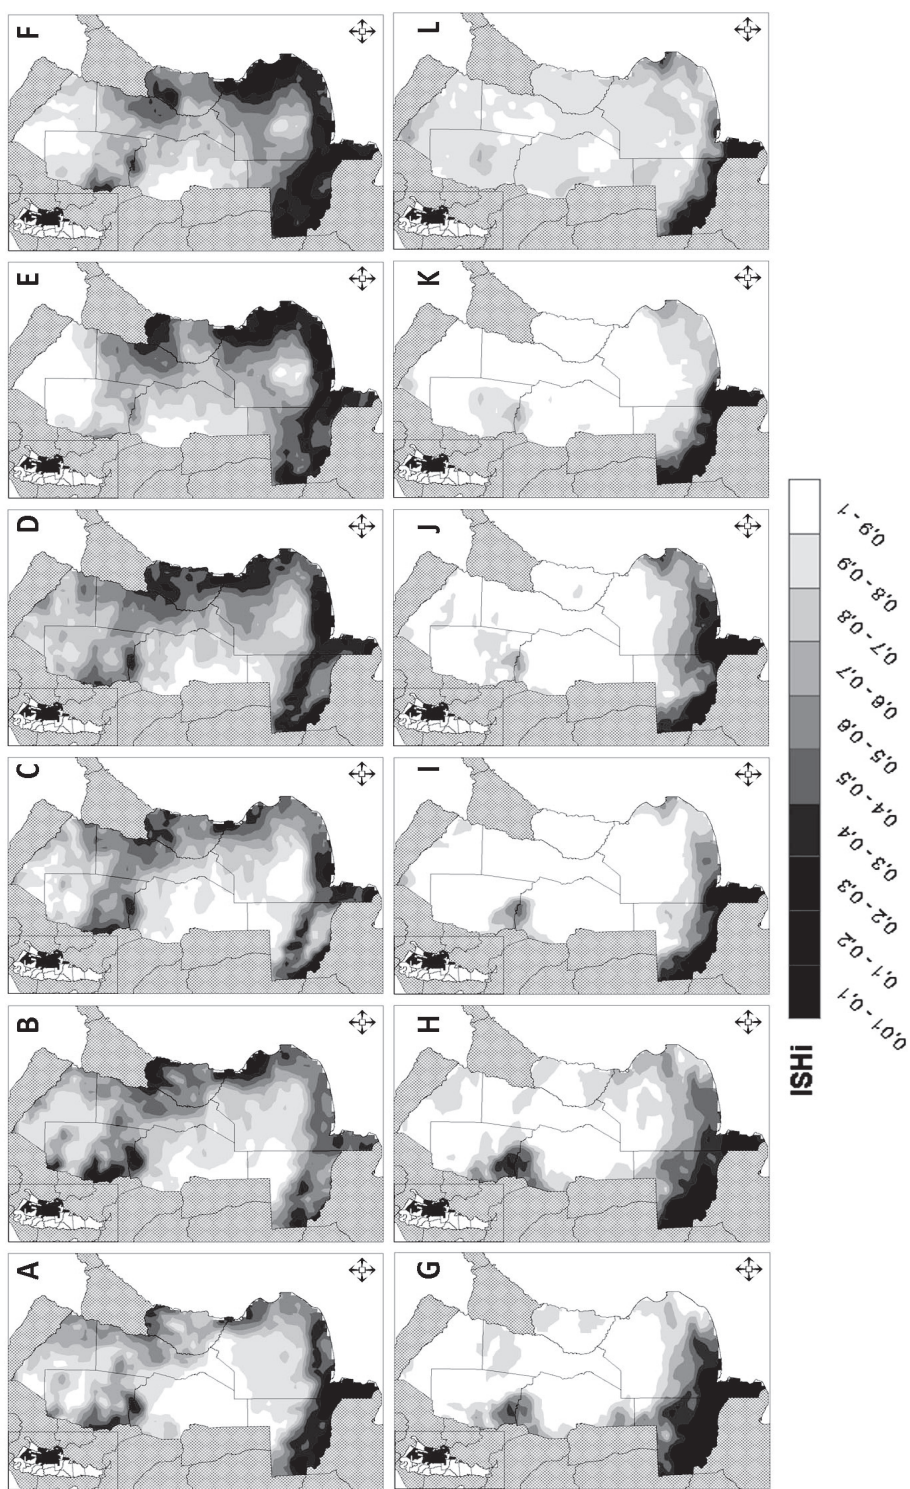 A
B
C
D
E
F
G
H
I
J
K
L
ISHi
0,01 - 0,1
0,1 - 0,2
0,2 - 0,3
0,3 - 0,4
0,4 - 0,5
0,5 - 0,6
0,6 - 0,7
0,7 - 0,8
0,8 - 0,9
0,9 - 1